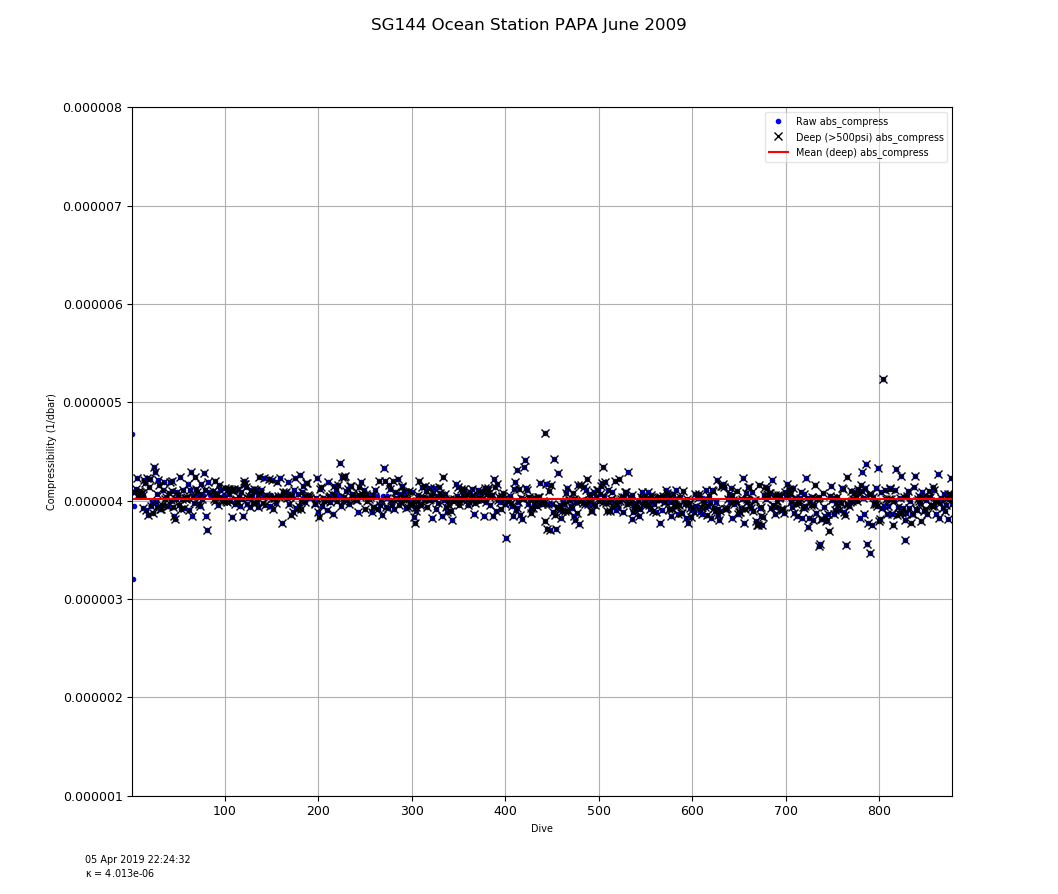 SG144 Ocean Station PAPA June 2009
0.000008
0.000007
0.000006
0.000005
0.000004
0.000003
0.000002
0.000001
Compressibility (1/dbar)
Raw abs_compress
Deep (>500psi) abs_compress
Mean (deep) abs_compress
100 200 300 400 500 600 700 800
Dive
05 Apr 2019 22:24:32
κ = 4.013e-06